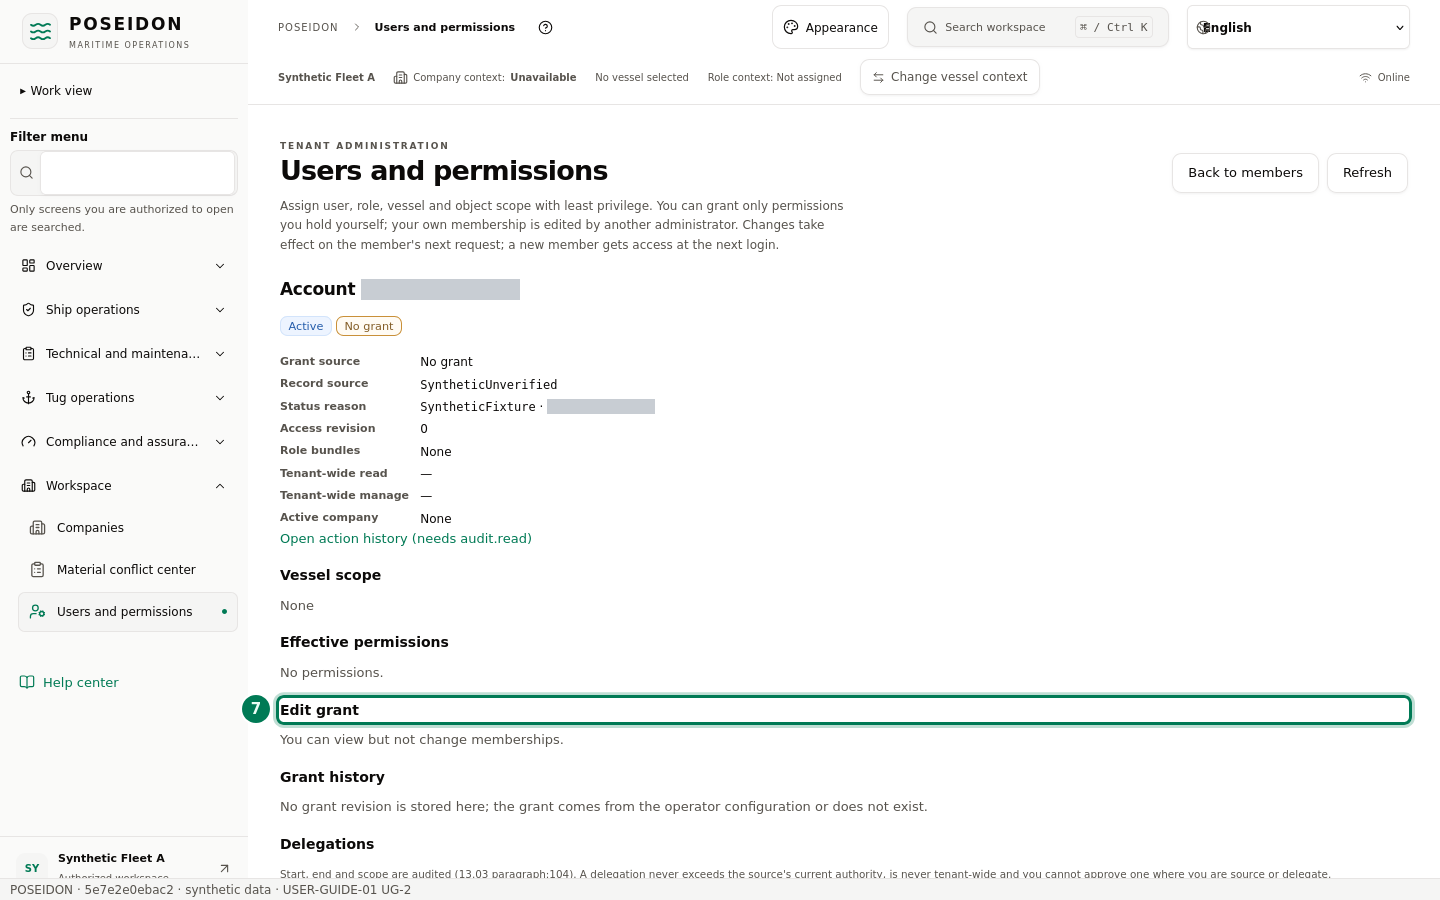 POSEIDON
MARITIME OPERATIONS
▸ Work view
Filter menu
Only screens you are authorized to open
are searched.
Overview
Ship operations
Technical and maintena...
Tug operations
Compliance and assura...
Workspace
Companies
Material conflict center
Users and permissions
Help center
SY
Synthetic Fleet A
Authorized workspace
POSEIDON > Users and permissions
Appearance
Search workspace ⌘ / Ctrl K
English
Synthetic Fleet A
Company context: Unavailable
No vessel selected
Role context: Not assigned
Change vessel context
Online
TENANT ADMINISTRATION
Users and permissions
Back to members
Refresh
Assign user, role, vessel and object scope with least privilege. You can grant only permissions
you hold yourself; your own membership is edited by another administrator. Changes take
effect on the member's next request; a new member gets access at the next login.
Account
Active No grant
Grant source No grant
Record source SyntheticUnverified
Status reason SyntheticFixture ·
Access revision 0
Role bundles None
Tenant-wide read —
Tenant-wide manage —
Active company None
Open action history (needs audit.read)
Vessel scope
None
Effective permissions
No permissions.
7
Edit grant
You can view but not change memberships.
Grant history
No grant revision is stored here; the grant comes from the operator configuration or does not exist.
Delegations
Start, end and scope are audited (13.03 paragraph:104). A delegation never exceeds the source's current authority, is never tenant-wide and you cannot approve one where you are source or delegate.
POSEIDON · 5e7e2e0ebac2 · synthetic data · USER-GUIDE-01 UG-2